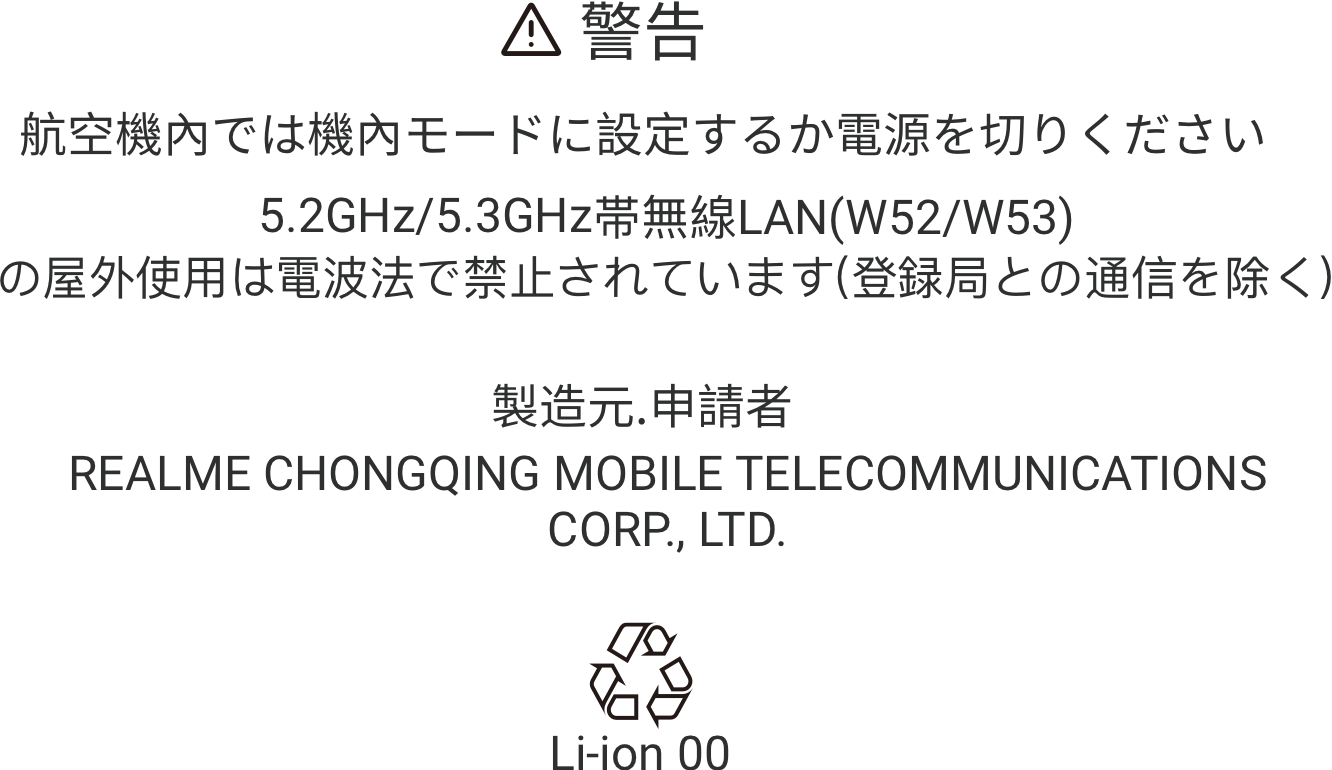 警告
航空機內では機內モードに設定するか電源を切りください
5.2GHz/5.3GHz帯無線LAN(W52/W53)
の屋外使用は電波法で禁止されています(登録局との通信を除く)
製造元.申請者
REALME CHONGQING MOBILE TELECOMMUNICATIONS
CORP., LTD.
Li-ion 00